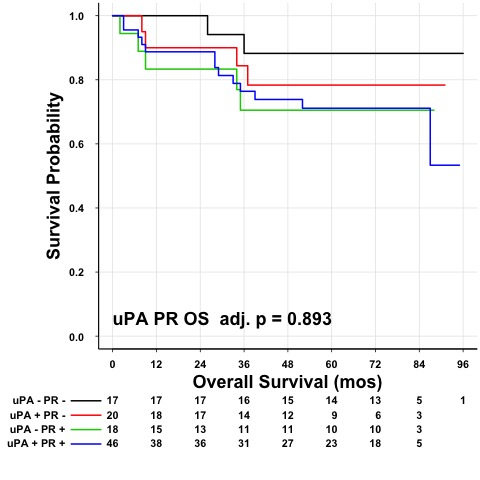 Survival Probability
1.0
0.8
0.6
0.4
0.2
0.0
uPA PR OS adj. p = 0.893
0 12 24 36 48 60 72 84 96
Overall Survival (mos)
uPA - PR - 17 17 17 16 15 14 13 5 1
uPA + PR - 20 18 17 14 12 9 6 3
uPA - PR + 18 15 13 11 11 10 10 3
uPA + PR + 46 38 36 31 27 23 18 5